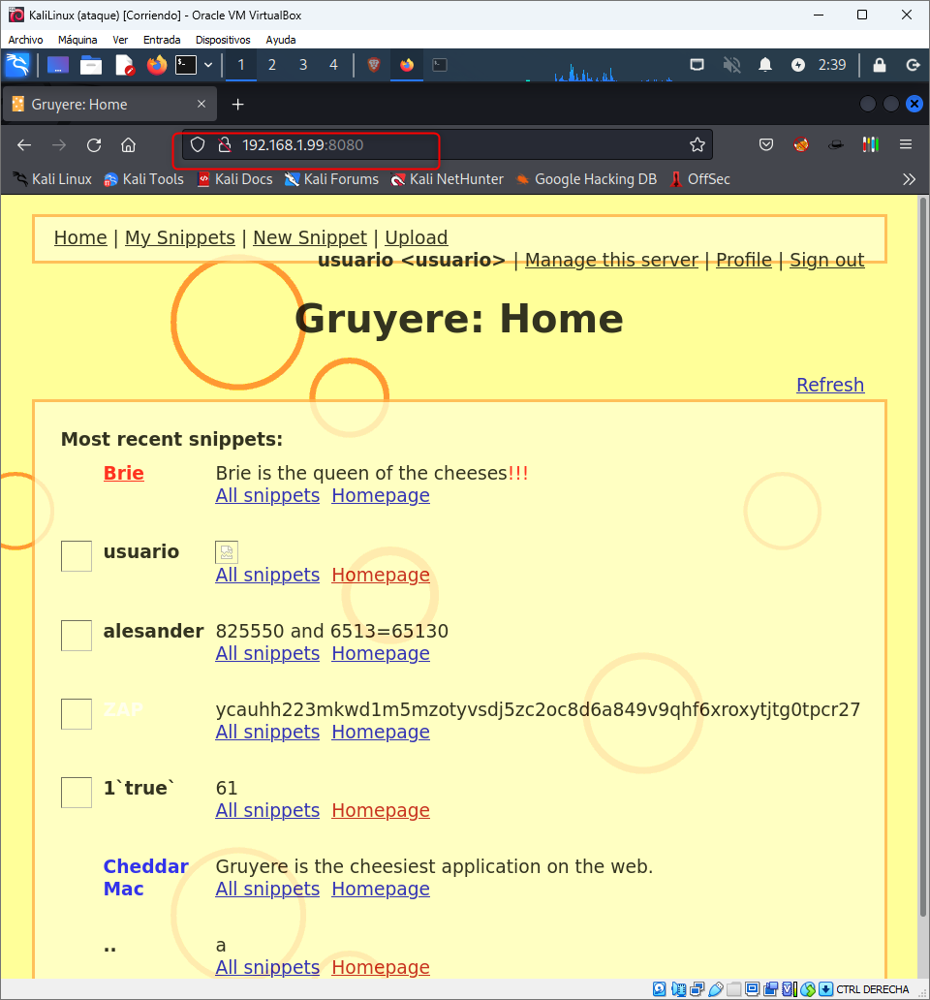 KaliLinux (ataque) [Corriendo] - Oracle VM VirtualBox
Archivo Máquina Ver Entrada Dispositivos Ayuda
1 2 3 4 2:39
Gruyere: Home
192.168.1.99:8080
Kali Linux Kali Tools Kali Docs Kali Forums Kali NetHunter Google Hacking DB OffSec
Home | My Snippets | New Snippet | Upload
usuario <usuario> | Manage this server | Profile | Sign out
Gruyere: Home
Refresh
Most recent snippets:
Brie Brie is the queen of the cheeses!!!
All snippets Homepage
usuario
All snippets Homepage
alesander 825550 and 6513=65130
All snippets Homepage
ZAP ycauhh223mkwd1m5mzotyvsdj5zc2oc8d6a849v9qhf6xroxytjtg0tpcr27
All snippets Homepage
1`true` 61
All snippets Homepage
Cheddar Gruyere is the cheesiest application on the web.
Mac All snippets Homepage
.. a
All snippets Homepage
CTRL DERECHA